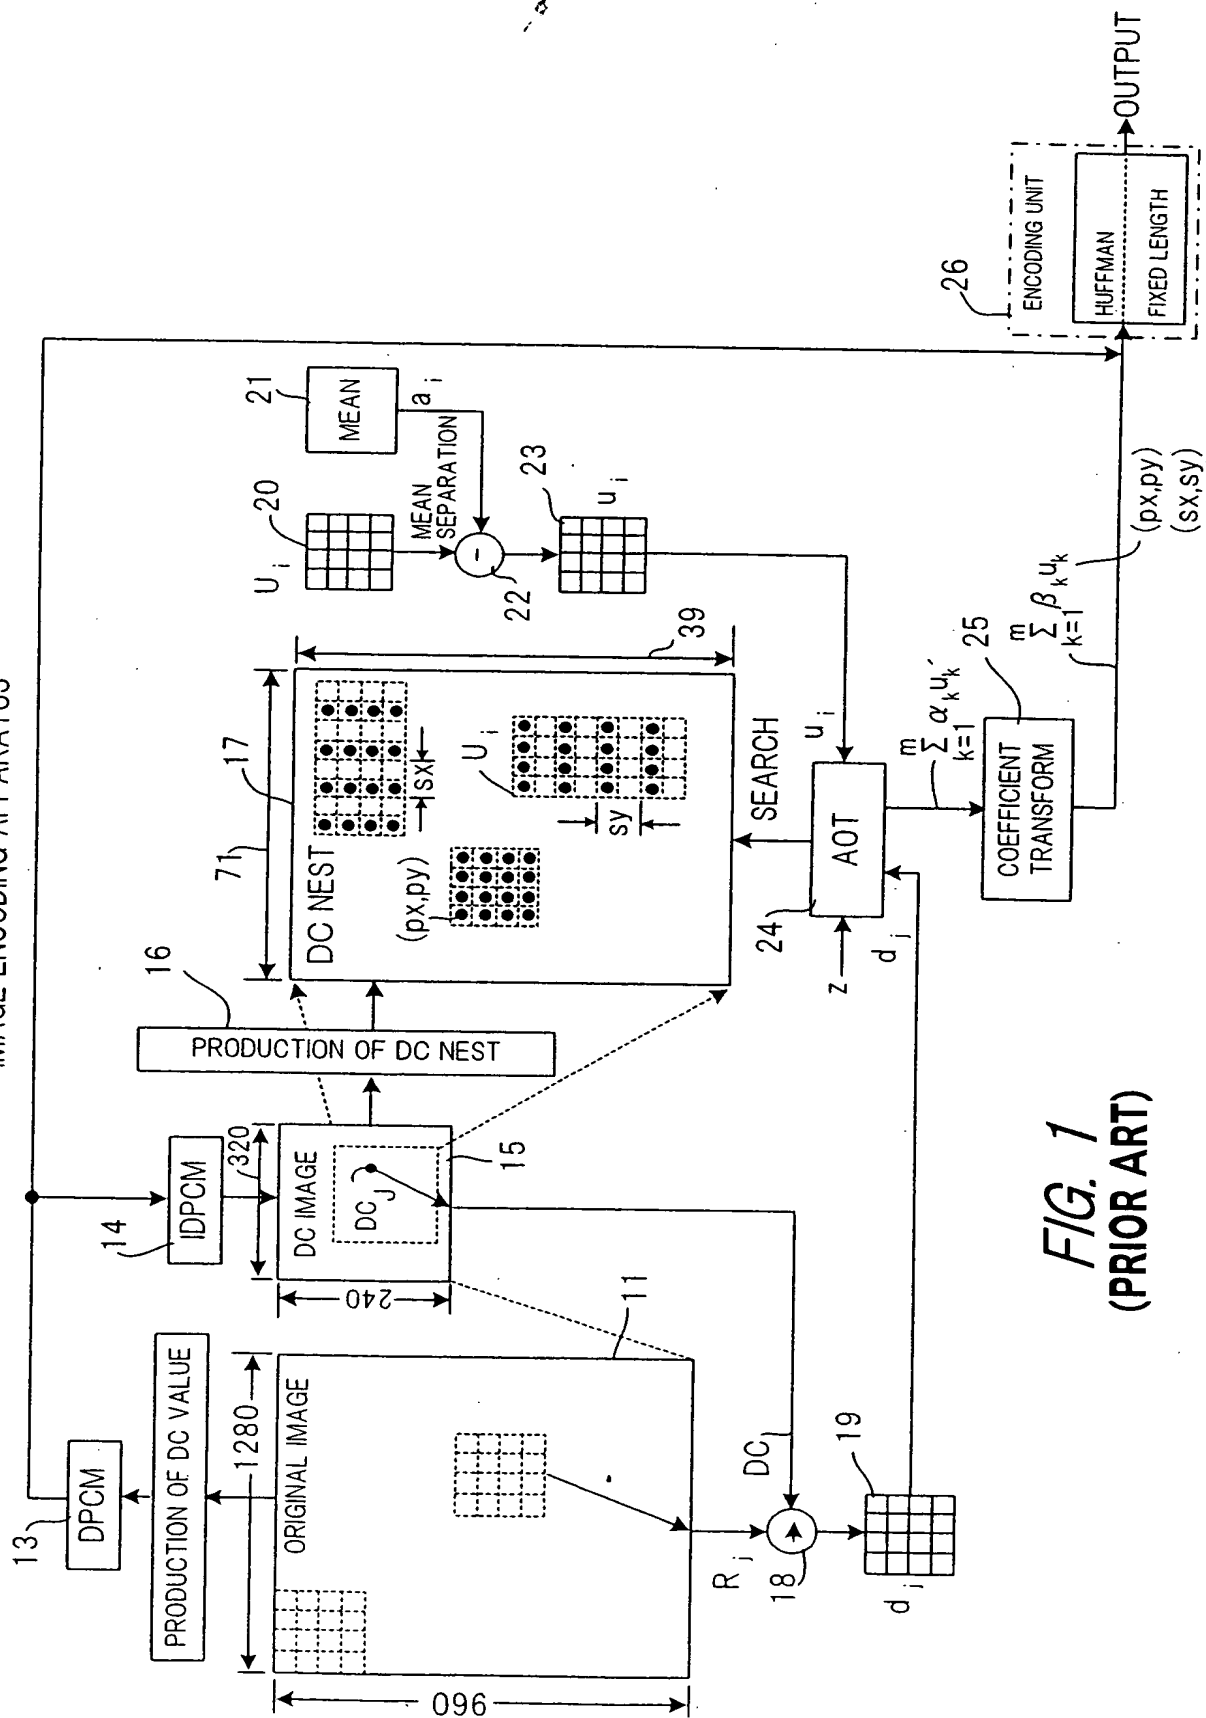 IMAGE ENCODING APPARATUS
13
DPCM
PRODUCTION OF DC VALUE
1280
ORIGINAL IMAGE
960
11
14
IDPCM
320
DC IMAGE
DC J
240
15
16
PRODUCTION OF DC NEST
71
17
DC NEST
(px,py)
sx
sy
U i
39
U i
20
21
MEAN
a i
MEAN
SEPARATION
-
22
23
u i
SEARCH
u i
24
AOT
z
d j
R j
DC J
18
19
d j
m
Σ α k u k ′
k=1
25
COEFFICIENT
TRANSFORM
m
Σ β k u k
k=1
(px,py)
(sx,sy)
26
ENCODING UNIT
HUFFMAN
FIXED LENGTH
OUTPUT
FIG. 1
(PRIOR ART)